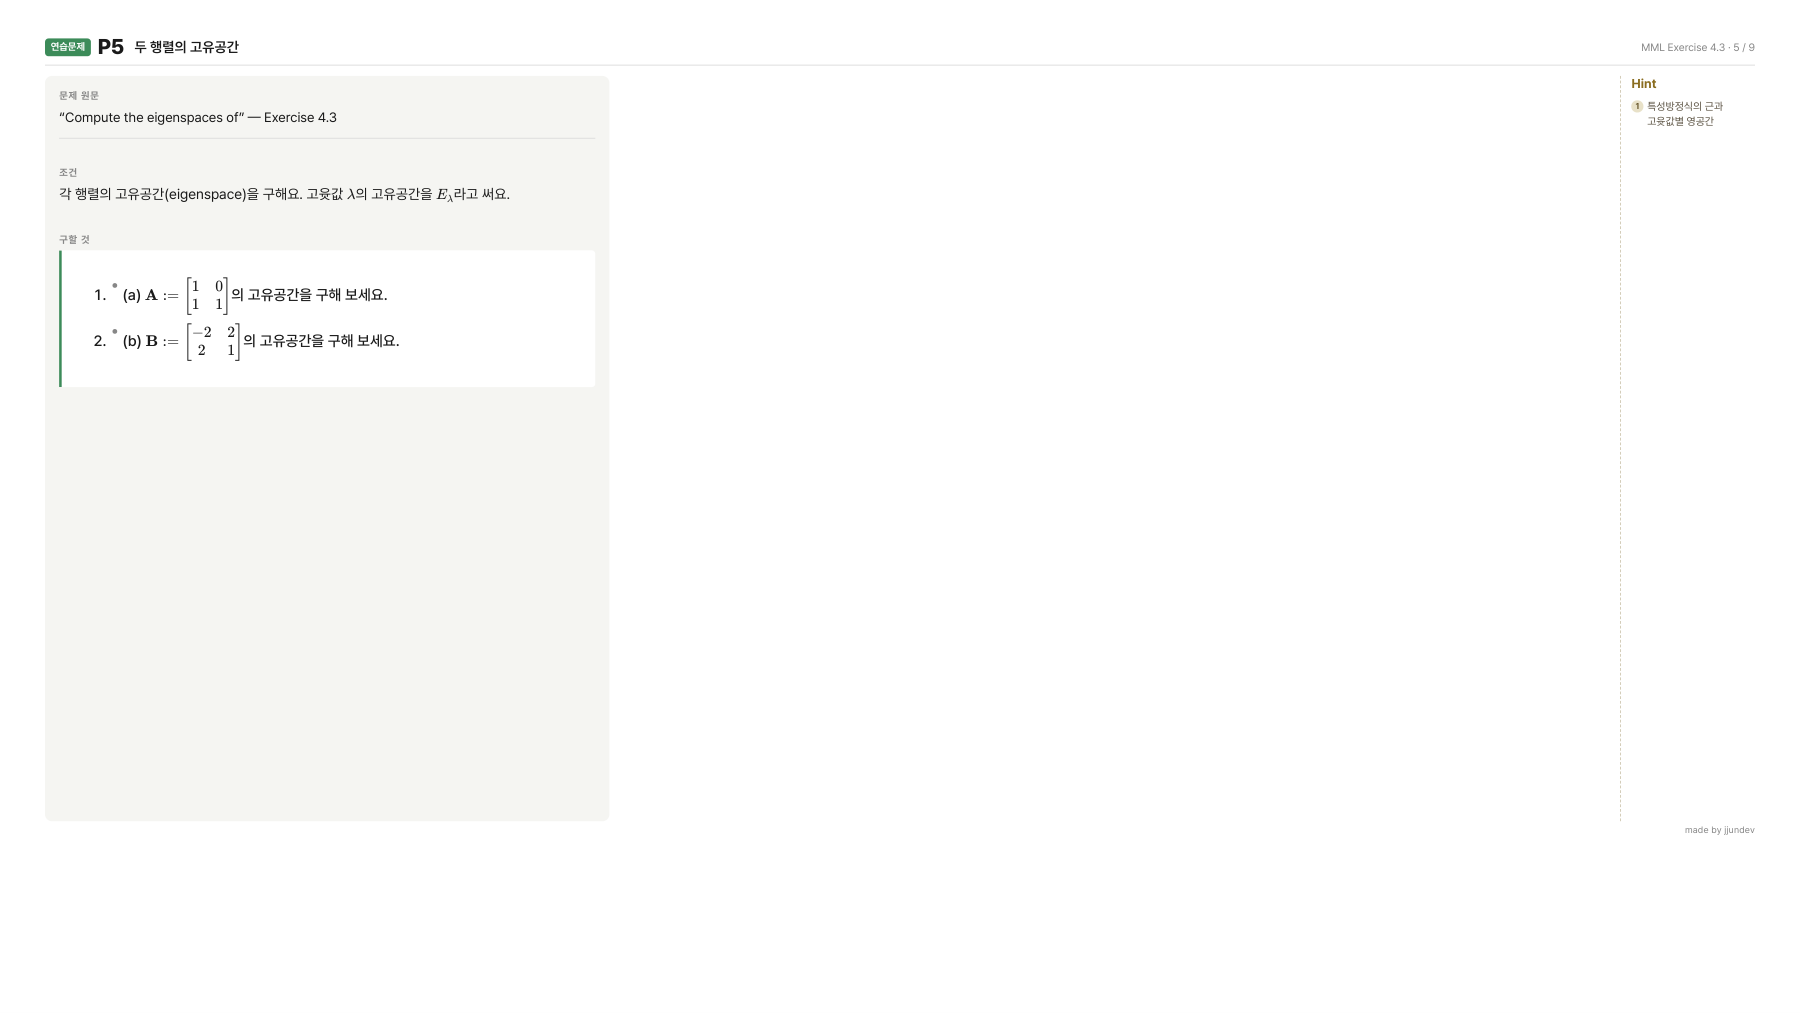 연습문제 P5 두 행렬의 고유공간
MML Exercise 4.3 · 5 / 9
문제 원문
“Compute the eigenspaces of” — Exercise 4.3
조건
각 행렬의 고유공간(eigenspace)을 구해요. 고윳값 λ의 고유공간을 E_λ라고 써요.
구할 것
1. • (a) A := [1 0; 1 1]의 고유공간을 구해 보세요.
2. • (b) B := [−2 2; 2 1]의 고유공간을 구해 보세요.
Hint
1 특성방정식의 근과
고윳값별 영공간
made by jjundev